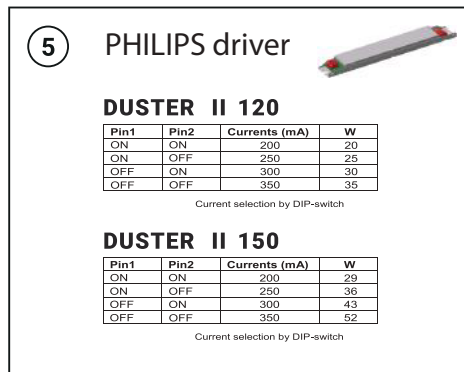 5 PHILIPS driver
DUSTER II 120
Pin1 Pin2 Currents (mA) W
ON ON 200 20
ON OFF 250 25
OFF ON 300 30
OFF OFF 350 35
Current selection by DIP-switch
DUSTER II 150
Pin1 Pin2 Currents (mA) W
ON ON 200 29
ON OFF 250 36
OFF ON 300 43
OFF OFF 350 52
Current selection by DIP-switch